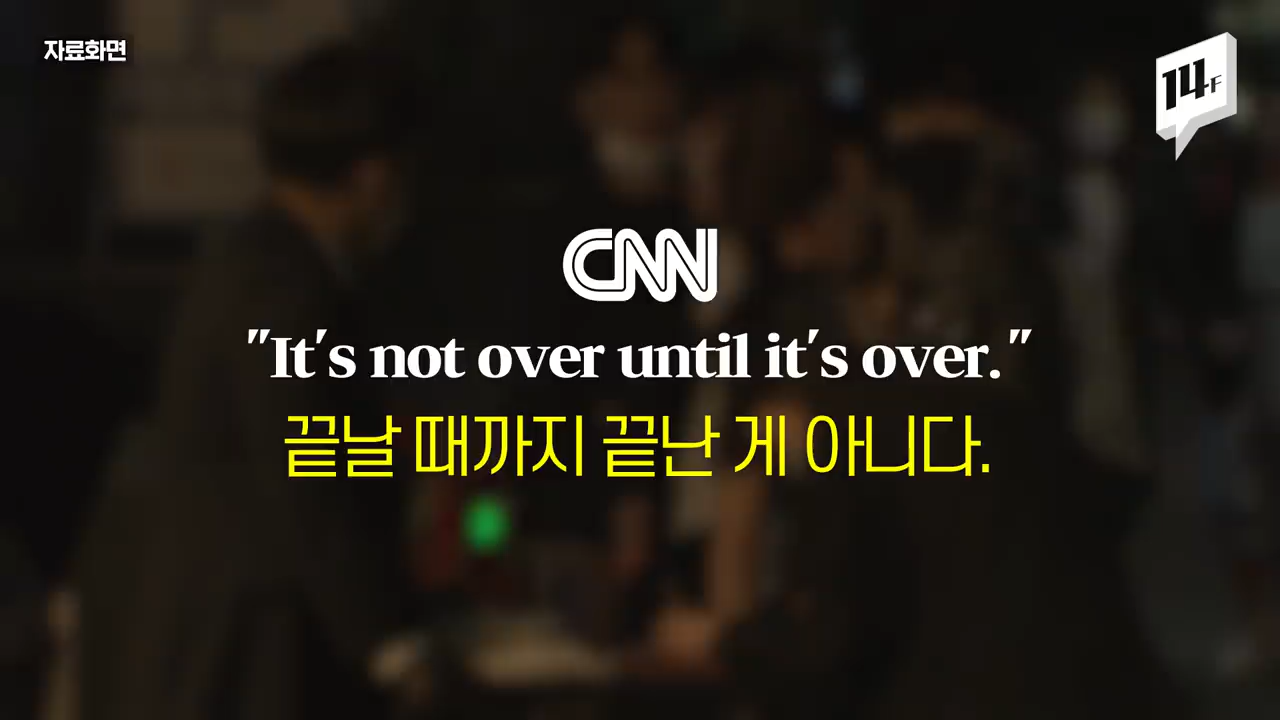 자료화면
14F
CNN
"It's not over until it's over."
끝날 때까지 끝난 게 아니다.